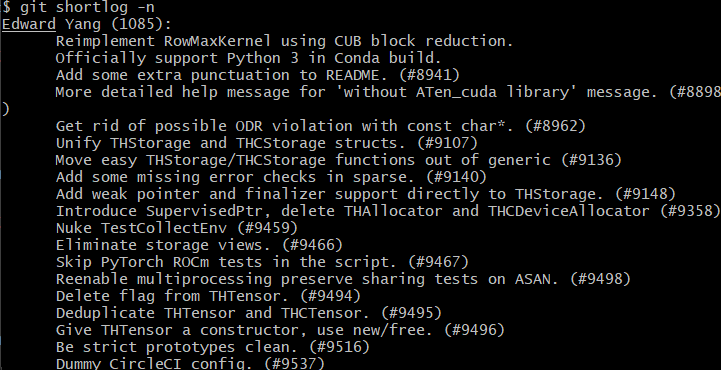 $ git shortlog -n
Edward Yang (1085):
Reimplement RowMaxKernel using CUB block reduction.
Officially support Python 3 in Conda build.
Add some extra punctuation to README. (#8941)
More detailed help message for 'without ATen_cuda library' message. (#8898
)
Get rid of possible ODR violation with const char*. (#8962)
Unify THStorage and THCStorage structs. (#9107)
Move easy THStorage/THCStorage functions out of generic (#9136)
Add some missing error checks in sparse. (#9140)
Add weak pointer and finalizer support directly to THStorage. (#9148)
Introduce SupervisedPtr, delete THAllocator and THCDeviceAllocator (#9358)
Nuke TestCollectEnv (#9459)
Eliminate storage views. (#9466)
Skip PyTorch ROCm tests in the script. (#9467)
Reenable multiprocessing preserve sharing tests on ASAN. (#9498)
Delete flag from THTensor. (#9494)
Deduplicate THTensor and THCTensor. (#9495)
Give THTensor a constructor, use new/free. (#9496)
Be strict prototypes clean. (#9516)
Dummy CircleCI config. (#9537)